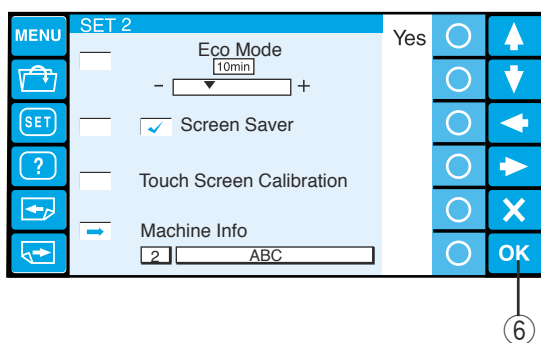 MENU
SET 2
Yes
Eco Mode
10min
- +
SET
Screen Saver
?
Touch Screen Calibration
Machine Info
2 ABC
OK
6